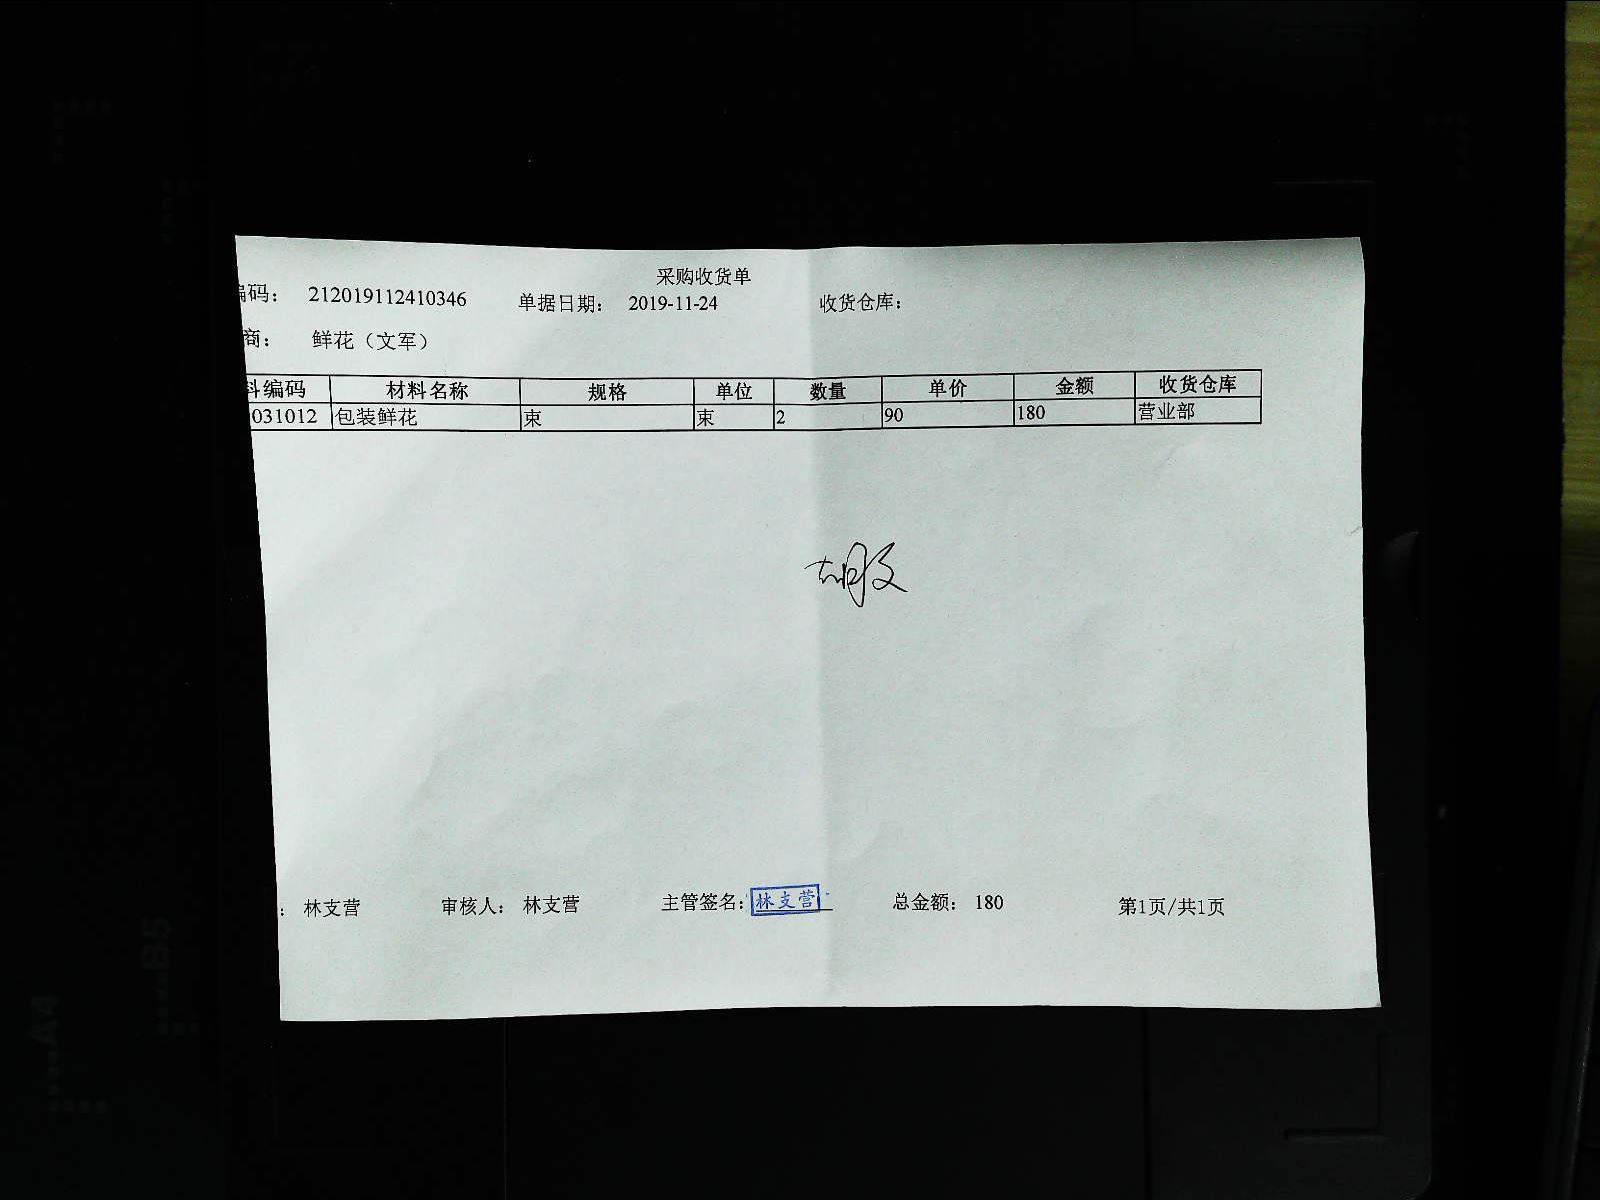 采购收货单
编码： 212019112410346 单据日期： 2019-11-24 收货仓库：
商： 鲜花（文军）
料编码 材料名称 规格 单位 数量 单价 金额 收货仓库
031012 包装鲜花 束 束 2 90 180 营业部
： 林支营 审核人： 林支营 主管签名： 林支营 总金额： 180 第1页/共1页